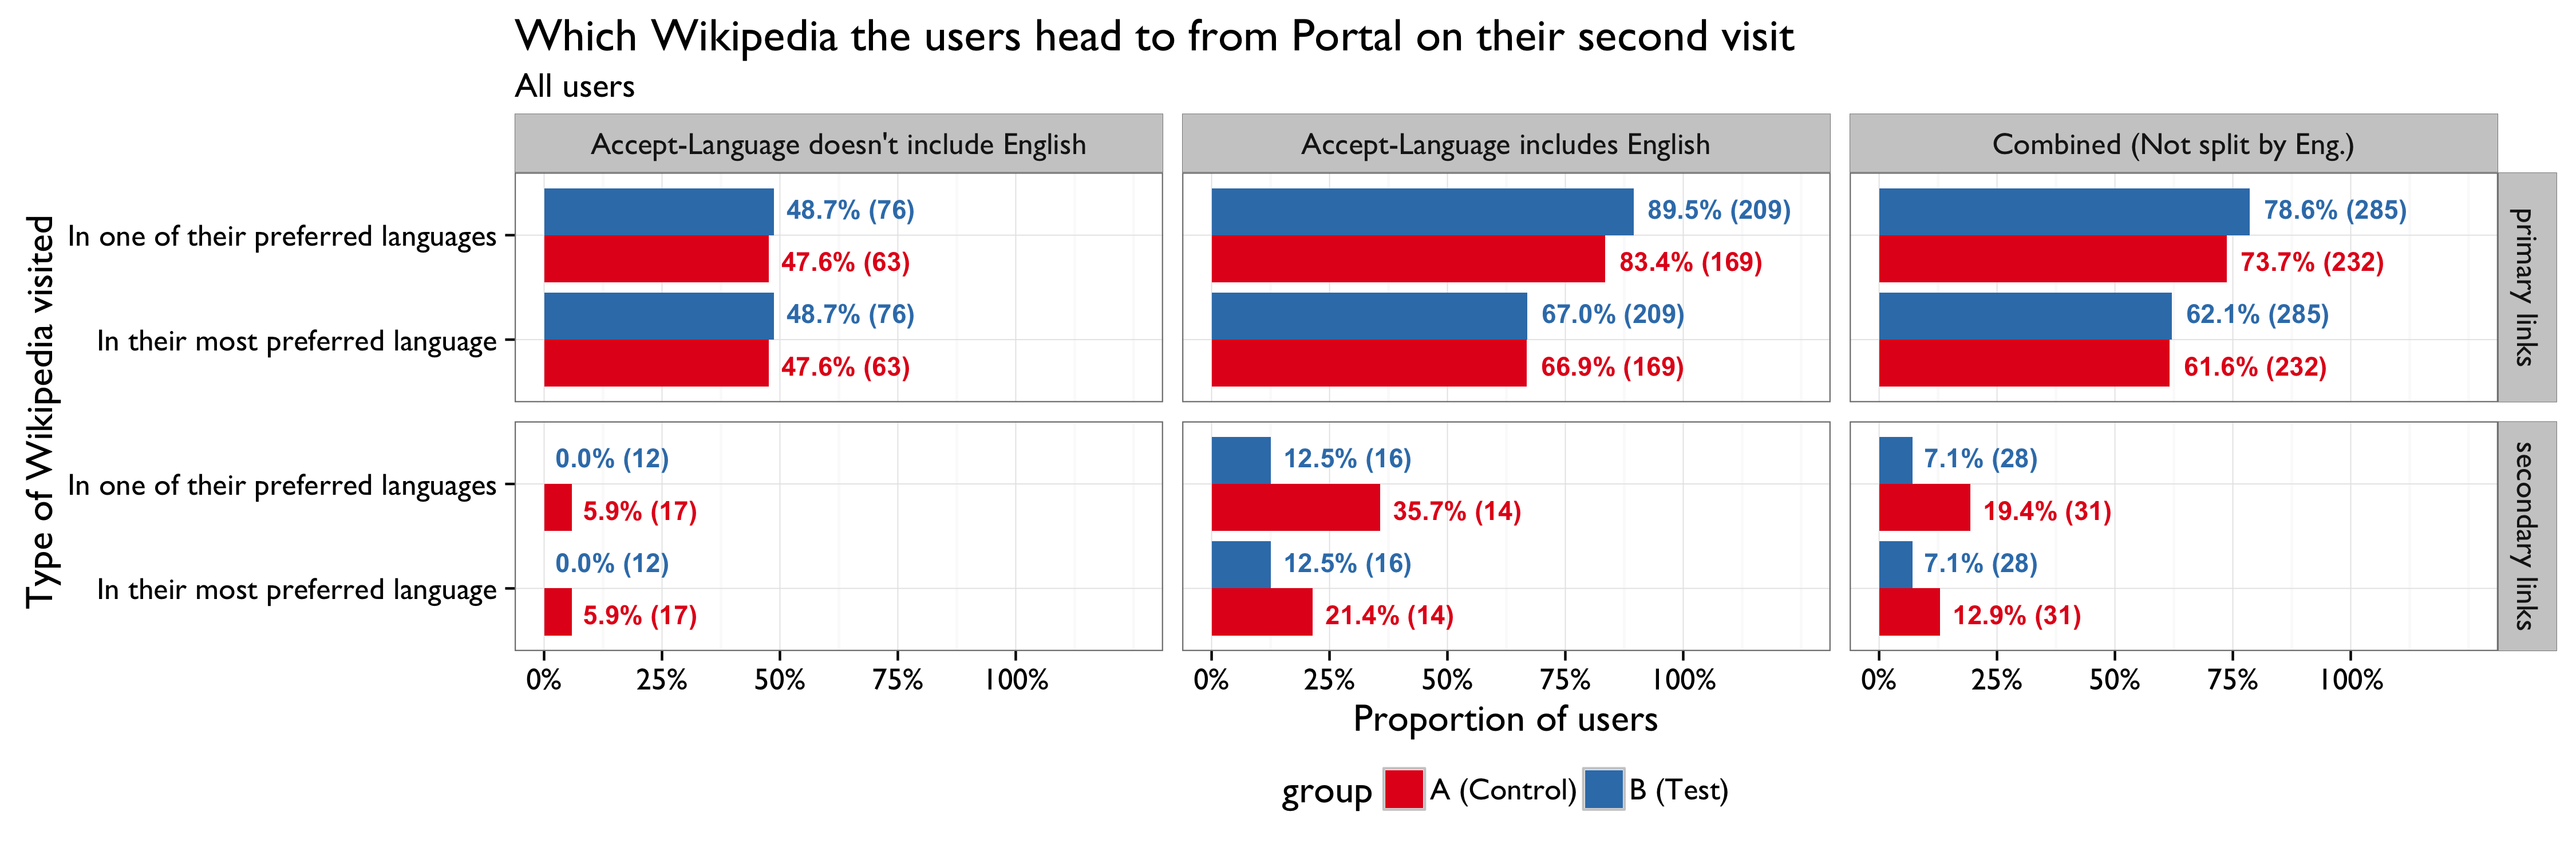 Which Wikipedia the users head to from Portal on their second visit
All users
Accept-Language doesn't include English
Accept-Language includes English
Combined (Not split by Eng.)
Type of Wikipedia visited
In one of their preferred languages
48.7% (76)
89.5% (209)
78.6% (285)
47.6% (63)
83.4% (169)
73.7% (232)
In their most preferred language
48.7% (76)
67.0% (209)
62.1% (285)
47.6% (63)
66.9% (169)
61.6% (232)
primary links
In one of their preferred languages
0.0% (12)
12.5% (16)
7.1% (28)
5.9% (17)
35.7% (14)
19.4% (31)
In their most preferred language
0.0% (12)
12.5% (16)
7.1% (28)
5.9% (17)
21.4% (14)
12.9% (31)
secondary links
0% 25% 50% 75% 100%
0% 25% 50% 75% 100%
0% 25% 50% 75% 100%
Proportion of users
group A (Control) B (Test)